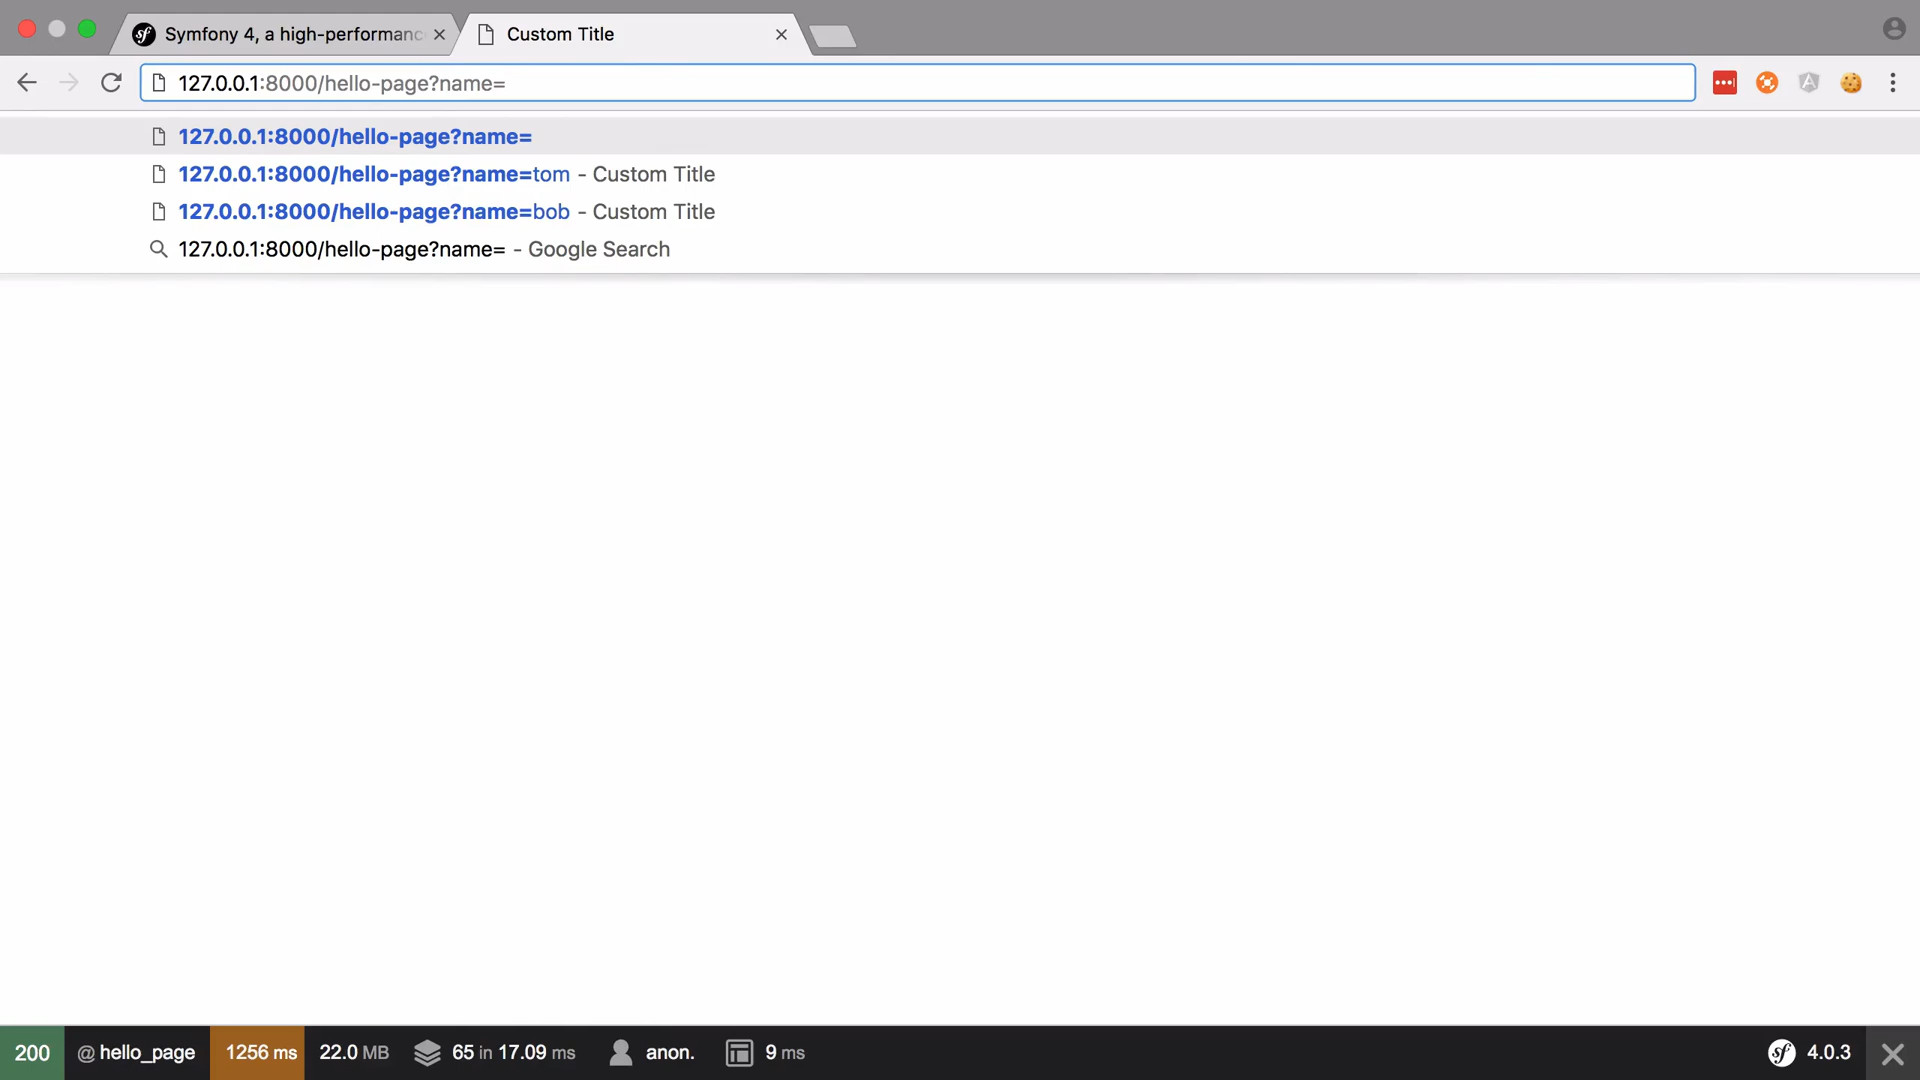 Symfony 4, a high-performanc
Custom Title
127.0.0.1:8000/hello-page?name=
127.0.0.1:8000/hello-page?name=
127.0.0.1:8000/hello-page?name=tom - Custom Title
127.0.0.1:8000/hello-page?name=bob - Custom Title
127.0.0.1:8000/hello-page?name= - Google Search
200 @ hello_page 1256 ms 22.0 MB 65 in 17.09 ms anon. 9 ms 4.0.3